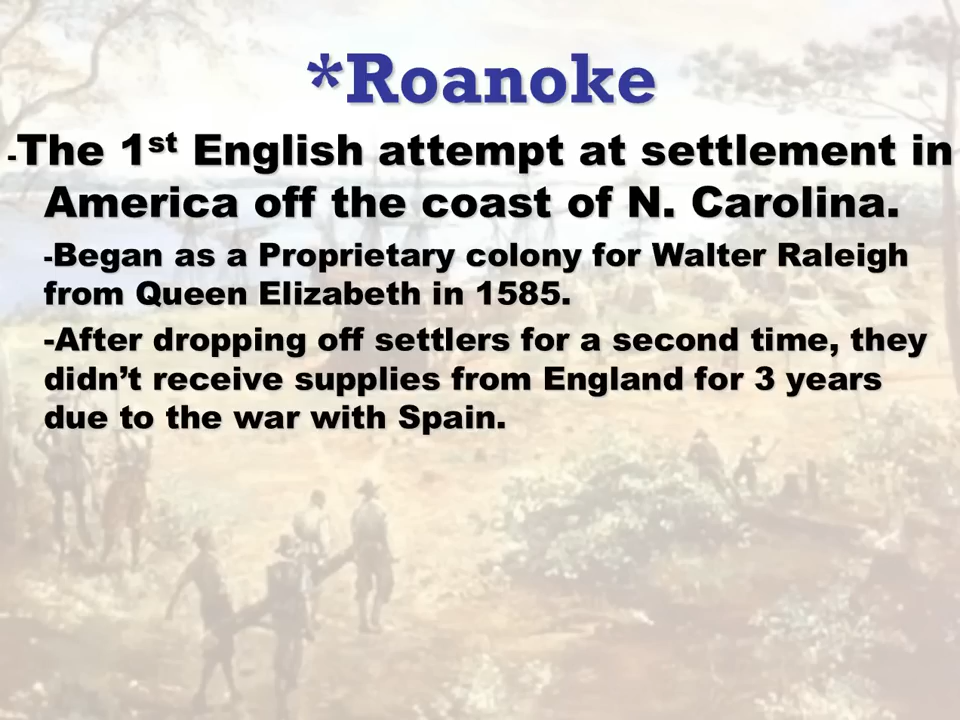 *Roanoke
-The 1st English attempt at settlement in
America off the coast of N. Carolina.
-Began as a Proprietary colony for Walter Raleigh
from Queen Elizabeth in 1585.
-After dropping off settlers for a second time, they
didn’t receive supplies from England for 3 years
due to the war with Spain.